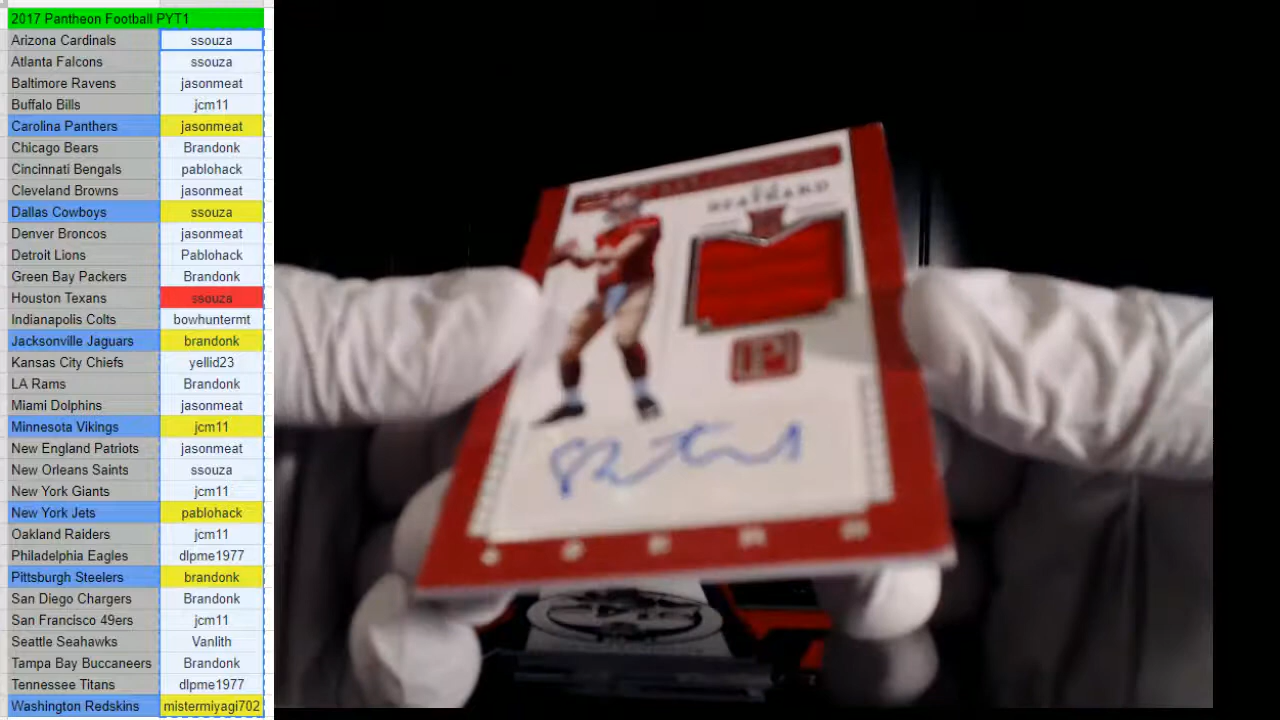 2017 Pantheon Football PYT1
Arizona Cardinals ssouza
Atlanta Falcons ssouza
Baltimore Ravens jasonmeat
Buffalo Bills jcm11
Carolina Panthers jasonmeat
Chicago Bears Brandonk
Cincinnati Bengals pablohack
Cleveland Browns jasonmeat
Dallas Cowboys ssouza
Denver Broncos jasonmeat
Detroit Lions Pablohack
Green Bay Packers Brandonk
Houston Texans ssouza
Indianapolis Colts bowhuntermt
Jacksonville Jaguars brandonk
Kansas City Chiefs yellid23
LA Rams Brandonk
Miami Dolphins jasonmeat
Minnesota Vikings jcm11
New England Patriots jasonmeat
New Orleans Saints ssouza
New York Giants jcm11
New York Jets pablohack
Oakland Raiders jcm11
Philadelphia Eagles dlpme1977
Pittsburgh Steelers brandonk
San Diego Chargers Brandonk
San Francisco 49ers jcm11
Seattle Seahawks Vanlith
Tampa Bay Buccaneers Brandonk
Tennessee Titans dlpme1977
Washington Redskins mistermiyagi702
BEATHARD
P
49ERS